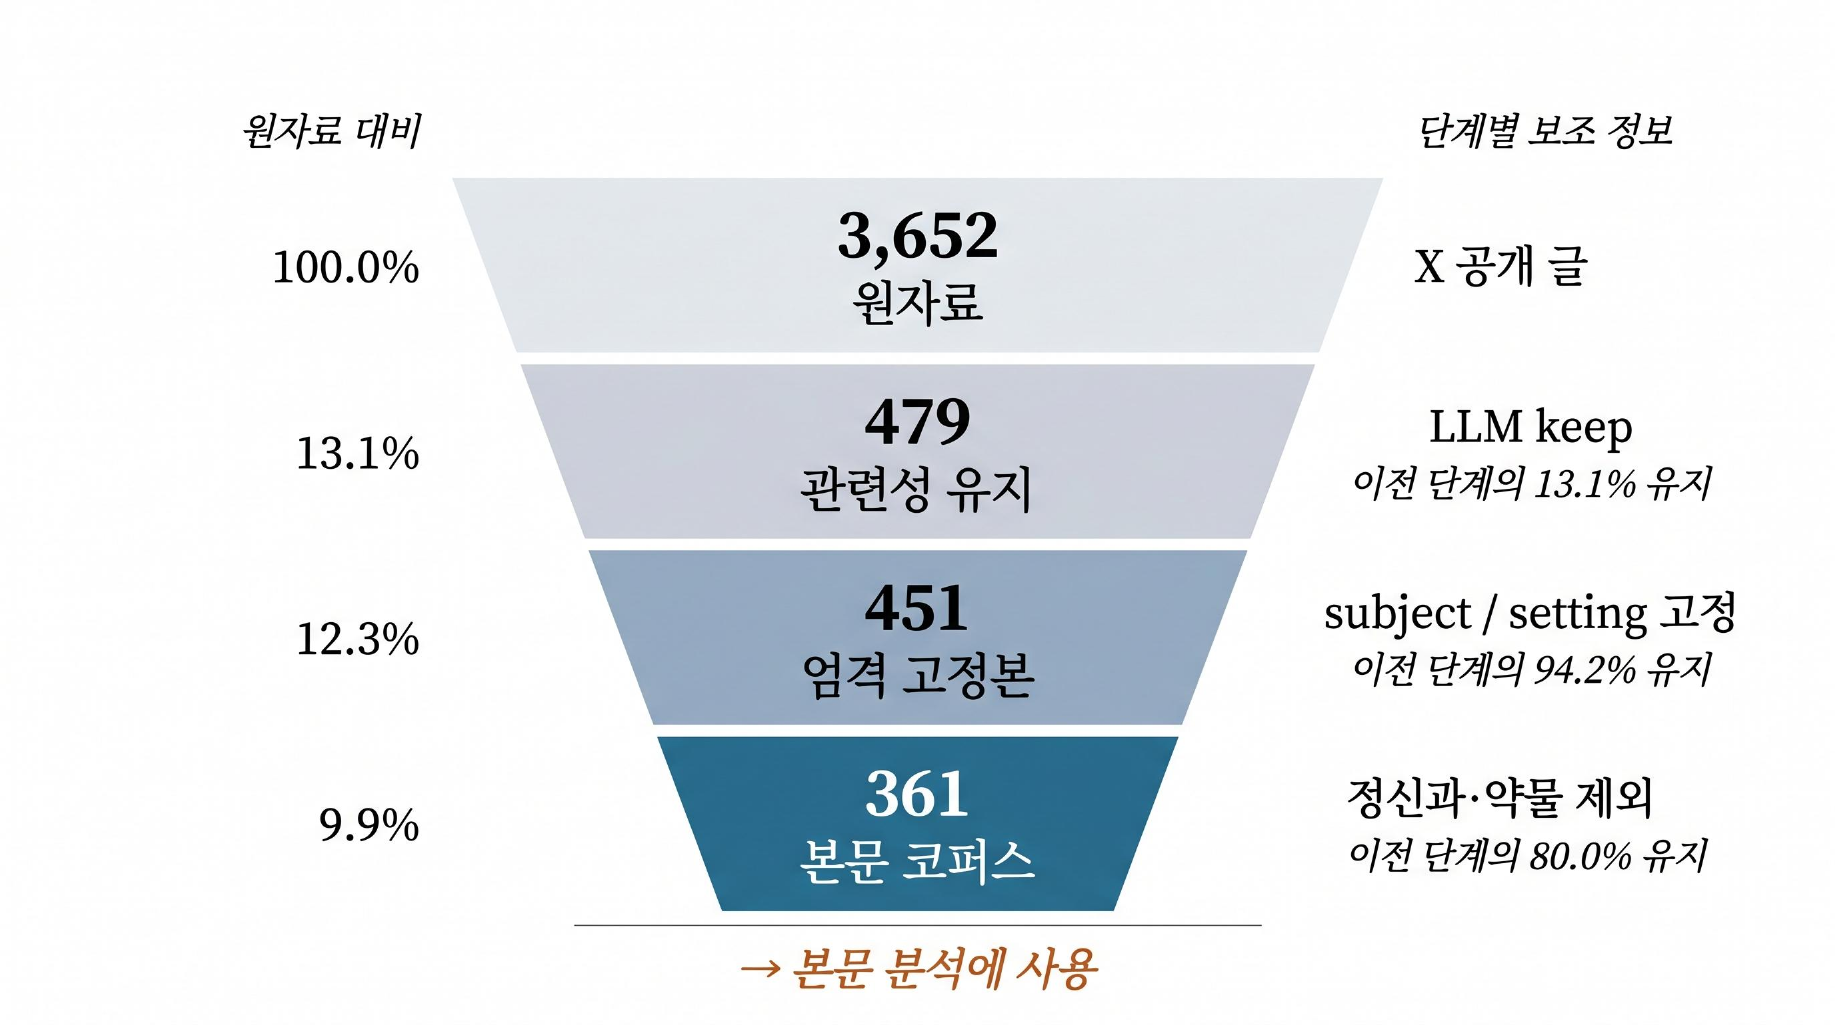 원자료 대비
단계별 보조 정보
100.0%
3,652
원자료
X 공개 글
13.1%
479
관련성 유지
LLM keep
이전 단계의 13.1% 유지
12.3%
451
엄격 고정본
subject / setting 고정
이전 단계의 94.2% 유지
9.9%
361
본문 코퍼스
정신과·약물 제외
이전 단계의 80.0% 유지
→ 본문 분석에 사용